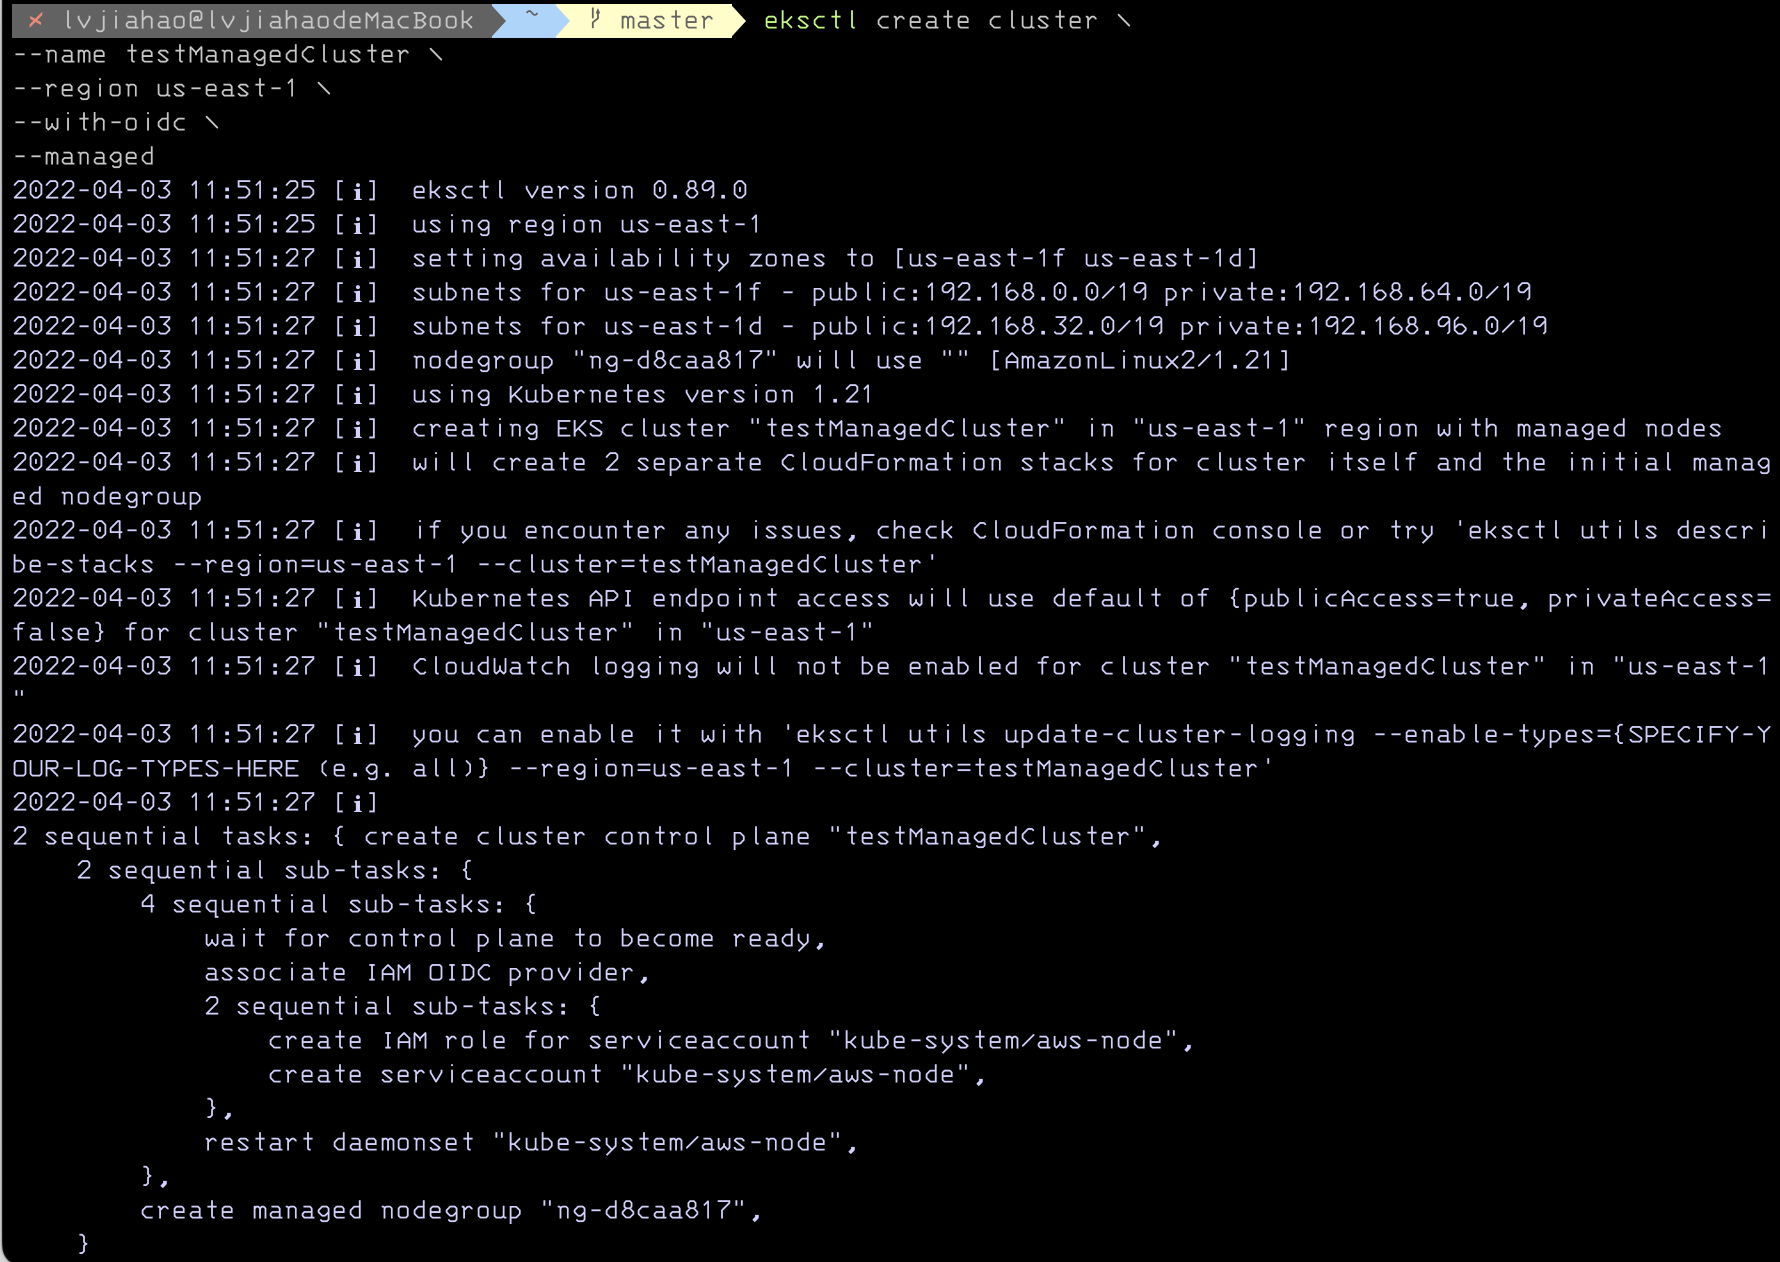 ✗ lvjiahao@lvjiahaodeMacBook ~ master eksctl create cluster \
--name testManagedCluster \
--region us-east-1 \
--with-oidc \
--managed
2022-04-03 11:51:25 [ℹ]  eksctl version 0.89.0
2022-04-03 11:51:25 [ℹ]  using region us-east-1
2022-04-03 11:51:27 [ℹ]  setting availability zones to [us-east-1f us-east-1d]
2022-04-03 11:51:27 [ℹ]  subnets for us-east-1f - public:192.168.0.0/19 private:192.168.64.0/19
2022-04-03 11:51:27 [ℹ]  subnets for us-east-1d - public:192.168.32.0/19 private:192.168.96.0/19
2022-04-03 11:51:27 [ℹ]  nodegroup "ng-d8caa817" will use "" [AmazonLinux2/1.21]
2022-04-03 11:51:27 [ℹ]  using Kubernetes version 1.21
2022-04-03 11:51:27 [ℹ]  creating EKS cluster "testManagedCluster" in "us-east-1" region with managed nodes
2022-04-03 11:51:27 [ℹ]  will create 2 separate CloudFormation stacks for cluster itself and the initial manag
ed nodegroup
2022-04-03 11:51:27 [ℹ]  if you encounter any issues, check CloudFormation console or try 'eksctl utils descri
be-stacks --region=us-east-1 --cluster=testManagedCluster'
2022-04-03 11:51:27 [ℹ]  Kubernetes API endpoint access will use default of {publicAccess=true, privateAccess=
false} for cluster "testManagedCluster" in "us-east-1"
2022-04-03 11:51:27 [ℹ]  CloudWatch logging will not be enabled for cluster "testManagedCluster" in "us-east-1
"
2022-04-03 11:51:27 [ℹ]  you can enable it with 'eksctl utils update-cluster-logging --enable-types={SPECIFY-Y
OUR-LOG-TYPES-HERE (e.g. all)} --region=us-east-1 --cluster=testManagedCluster'
2022-04-03 11:51:27 [ℹ]
2 sequential tasks: { create cluster control plane "testManagedCluster",
    2 sequential sub-tasks: {
        4 sequential sub-tasks: {
            wait for control plane to become ready,
            associate IAM OIDC provider,
            2 sequential sub-tasks: {
                create IAM role for serviceaccount "kube-system/aws-node",
                create serviceaccount "kube-system/aws-node",
            },
            restart daemonset "kube-system/aws-node",
        },
        create managed nodegroup "ng-d8caa817",
    }